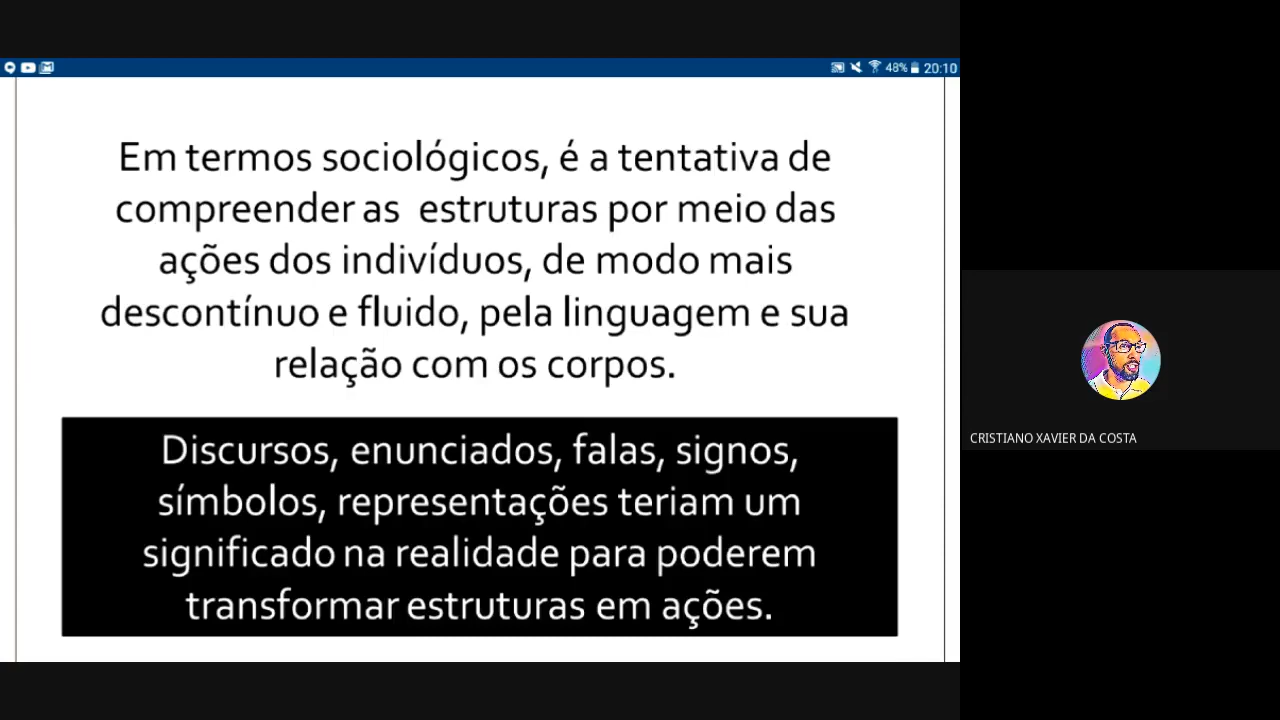 48% 20:10
Em termos sociológicos, é a tentativa de
compreender as estruturas por meio das
ações dos indivíduos, de modo mais
descontínuo e fluido, pela linguagem e sua
relação com os corpos.
Discursos, enunciados, falas, signos,
símbolos, representações teriam um
significado na realidade para poderem
transformar estruturas em ações.
CRISTIANO XAVIER DA COSTA